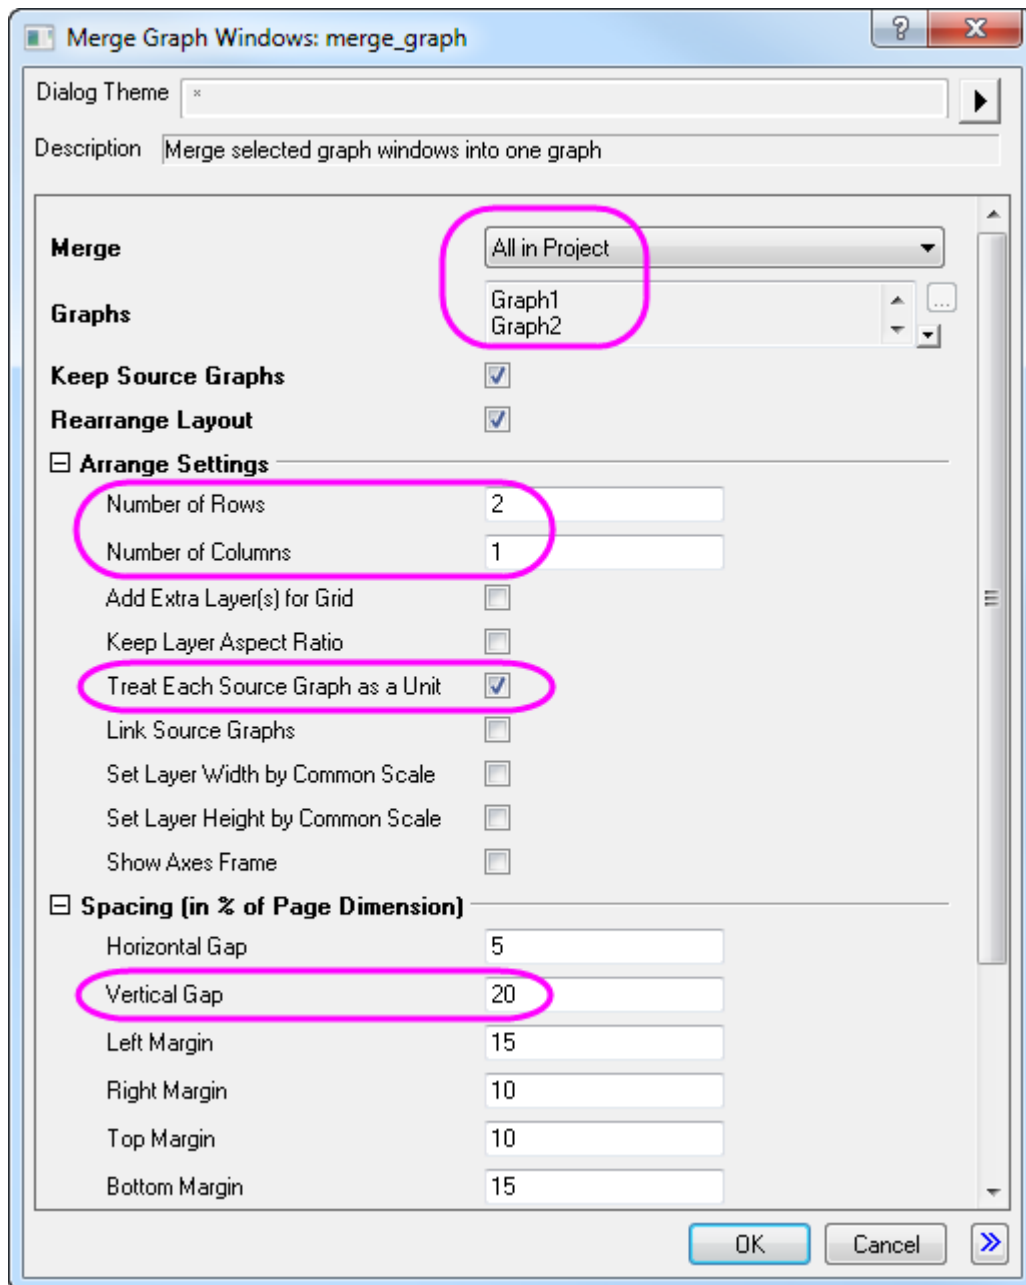 Merge Graph Windows: merge_graph
Dialog Theme *
Description Merge selected graph windows into one graph
Merge All in Project
Graphs Graph1
Graph2
...
Keep Source Graphs
Rearrange Layout
Arrange Settings
Number of Rows 2
Number of Columns 1
Add Extra Layer(s) for Grid
Keep Layer Aspect Ratio
Treat Each Source Graph as a Unit
Link Source Graphs
Set Layer Width by Common Scale
Set Layer Height by Common Scale
Show Axes Frame
Spacing (in % of Page Dimension)
Horizontal Gap 5
Vertical Gap 20
Left Margin 15
Right Margin 10
Top Margin 10
Bottom Margin 15
OK Cancel